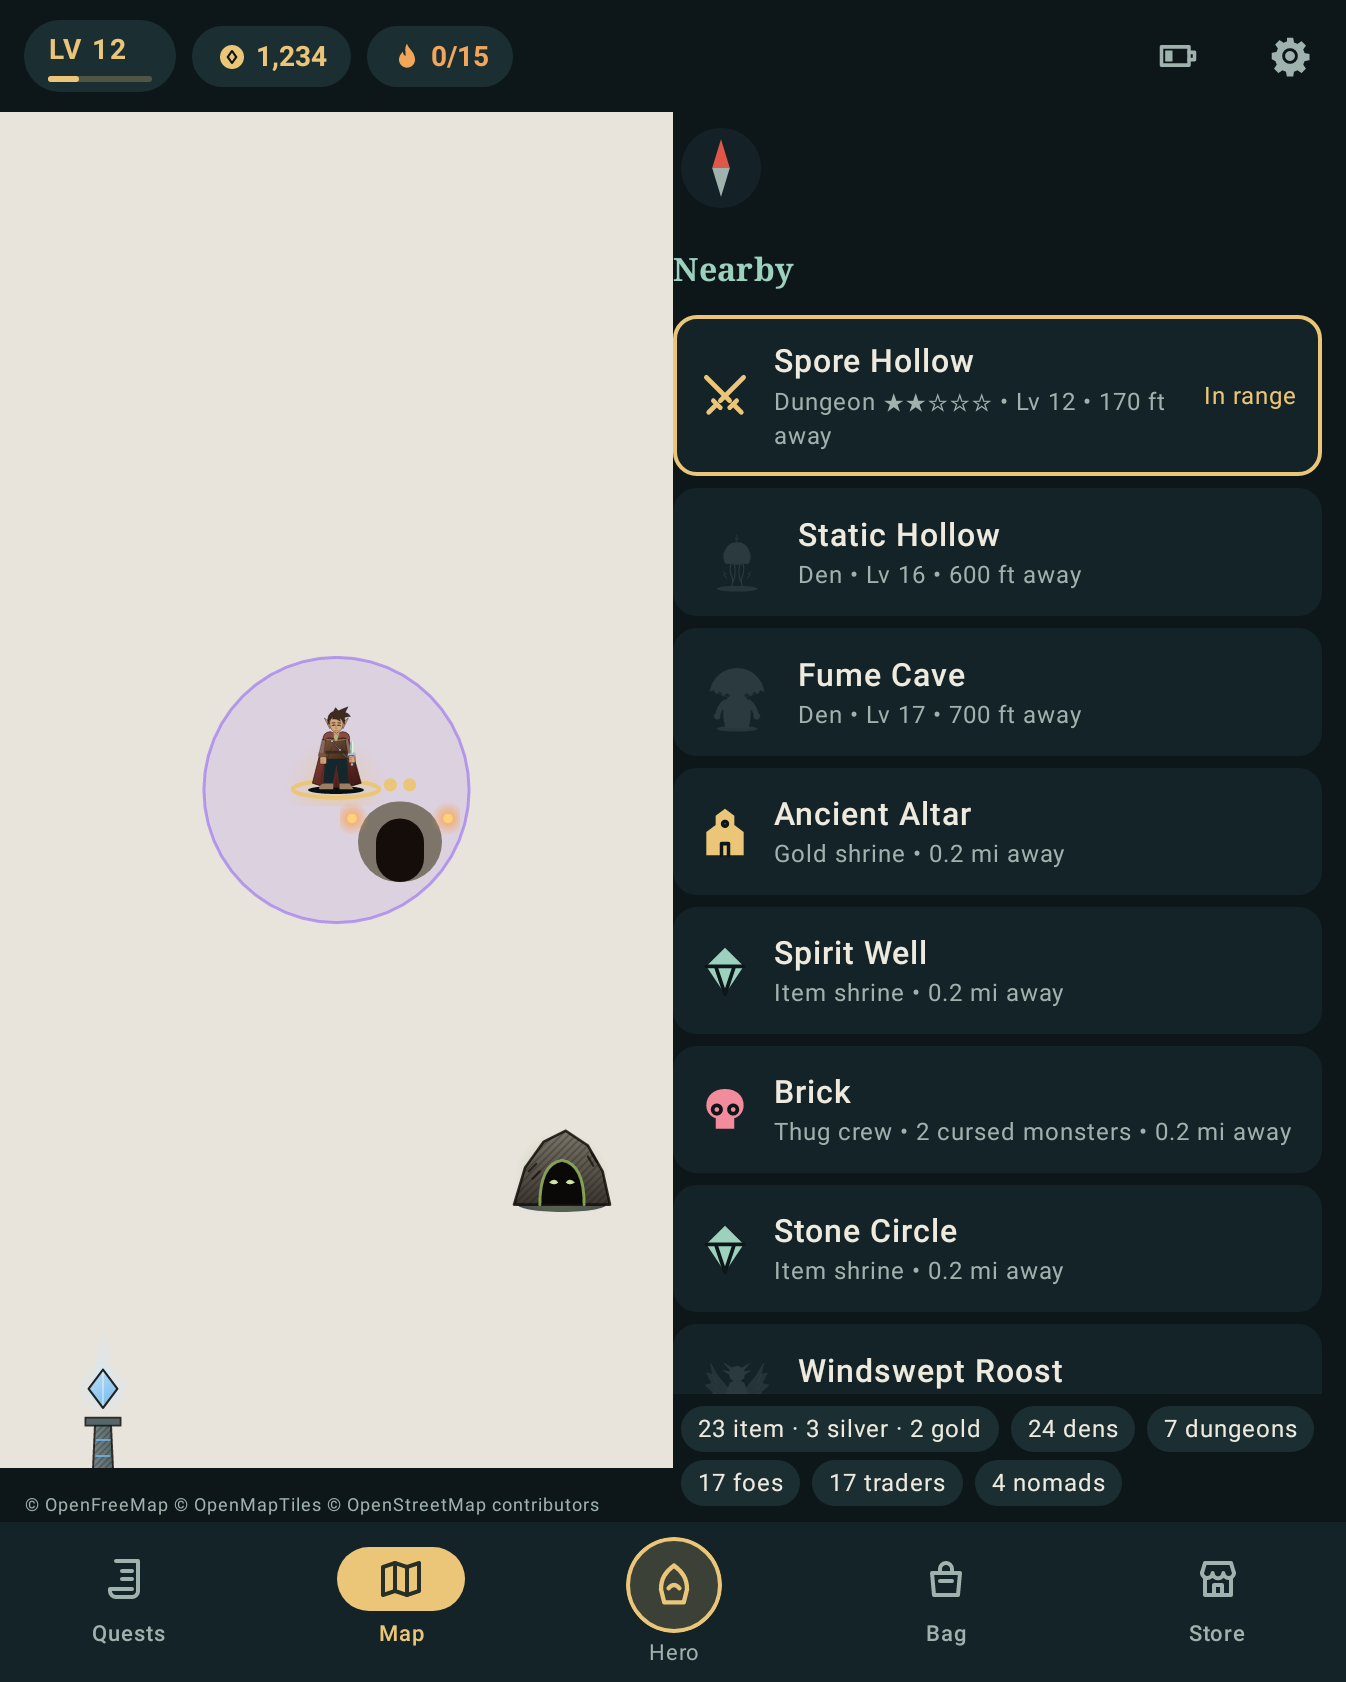 LV 12
1,234
0/15
Nearby
Spore Hollow
Dungeon ★★☆☆☆ • Lv 12 • 170 ft
away
In range
Static Hollow
Den • Lv 16 • 600 ft away
Fume Cave
Den • Lv 17 • 700 ft away
Ancient Altar
Gold shrine • 0.2 mi away
Spirit Well
Item shrine • 0.2 mi away
Brick
Thug crew • 2 cursed monsters • 0.2 mi away
Stone Circle
Item shrine • 0.2 mi away
Windswept Roost
23 item · 3 silver · 2 gold
24 dens
7 dungeons
17 foes
17 traders
4 nomads
© OpenFreeMap © OpenMapTiles © OpenStreetMap contributors
Quests
Map
Hero
Bag
Store